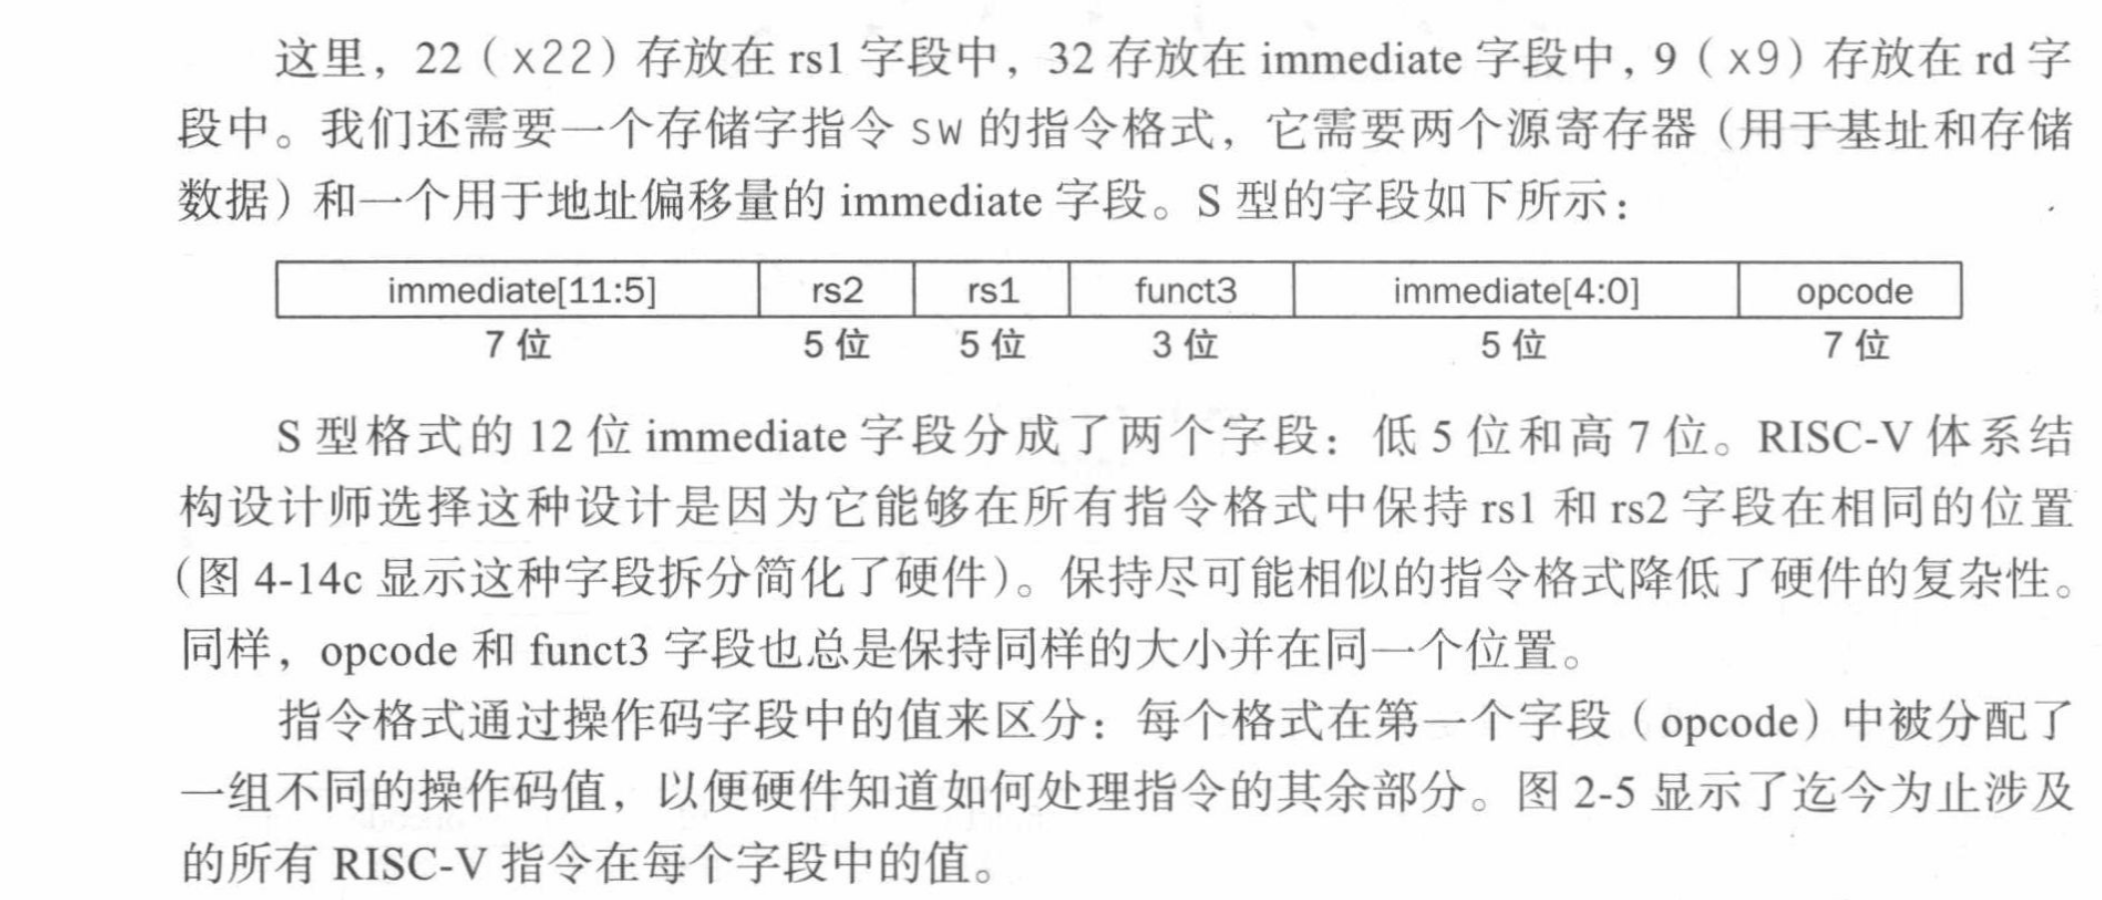 这里，22（x22）存放在 rs1 字段中，32 存放在 immediate 字段中，9（x9）存放在 rd 字
段中。我们还需要一个存储字指令 sw 的指令格式，它需要两个源寄存器（用于基址和存储
数据）和一个用于地址偏移量的 immediate 字段。S 型的字段如下所示：
immediate[11:5] rs2 rs1 funct3 immediate[4:0] opcode
7 位 5 位 5 位 3 位 5 位 7 位
S 型格式的 12 位 immediate 字段分成了两个字段：低 5 位和高 7 位。RISC-V 体系结
构设计师选择这种设计是因为它能够在所有指令格式中保持 rs1 和 rs2 字段在相同的位置
（图 4-14c 显示这种字段拆分简化了硬件）。保持尽可能相似的指令格式降低了硬件的复杂性。
同样，opcode 和 funct3 字段也总是保持同样的大小并在同一个位置。
指令格式通过操作码字段中的值来区分：每个格式在第一个字段（opcode）中被分配了
一组不同的操作码值，以便硬件知道如何处理指令的其余部分。图 2-5 显示了迄今为止涉及
的所有 RISC-V 指令在每个字段中的值。